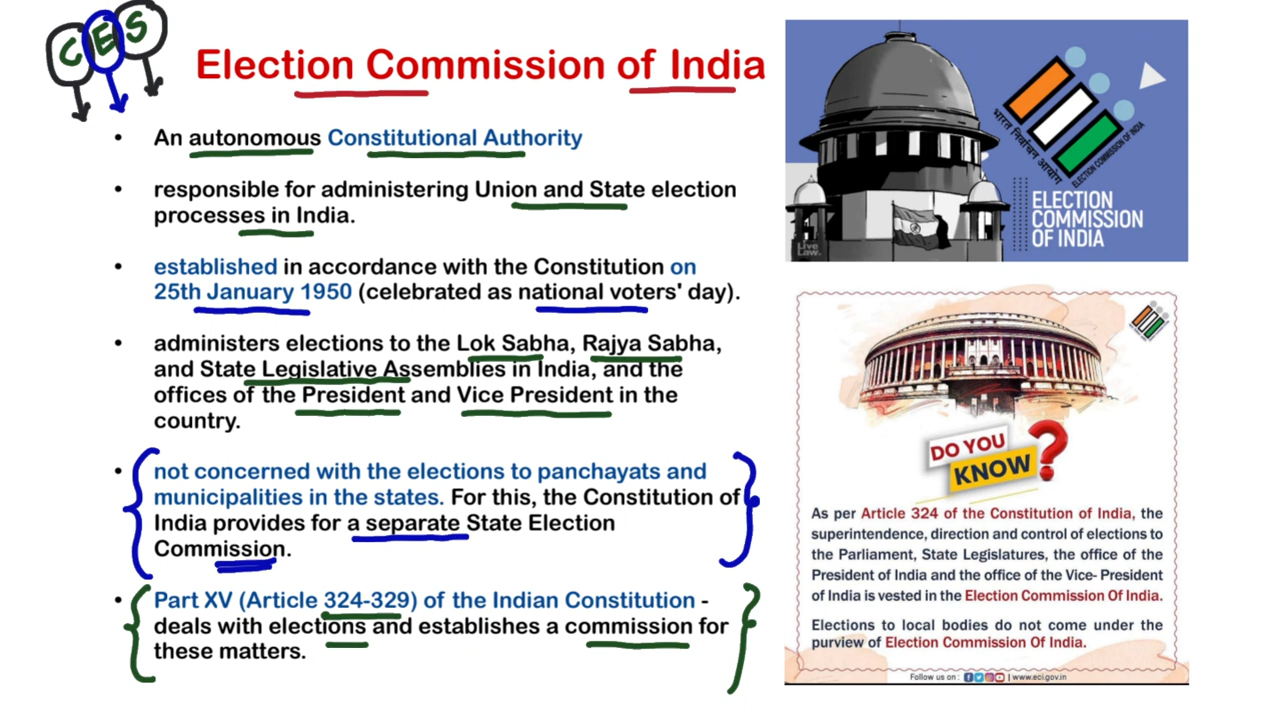 C E S
Election Commission of India
• An autonomous Constitutional Authority
• responsible for administering Union and State election
processes in India.
• established in accordance with the Constitution on
25th January 1950 (celebrated as national voters' day).
• administers elections to the Lok Sabha, Rajya Sabha,
and State Legislative Assemblies in India, and the
offices of the President and Vice President in the
country.
• not concerned with the elections to panchayats and
municipalities in the states. For this, the Constitution of
India provides for a separate State Election
Commission.
• Part XV (Article 324-329) of the Indian Constitution -
deals with elections and establishes a commission for
these matters.
भारत निर्वाचन आयोग
ELECTION COMMISSION OF INDIA
ELECTION
COMMISSION
OF INDIA
Live
Law.
DO YOU
KNOW?
As per Article 324 of the Constitution of India, the
superintendence, direction and control of elections to
the Parliament, State Legislatures, the office of the
President of India and the office of the Vice- President
of India is vested in the Election Commission Of India.
Elections to local bodies do not come under the
purview of Election Commission Of India.
Follow us on : | www.eci.gov.in